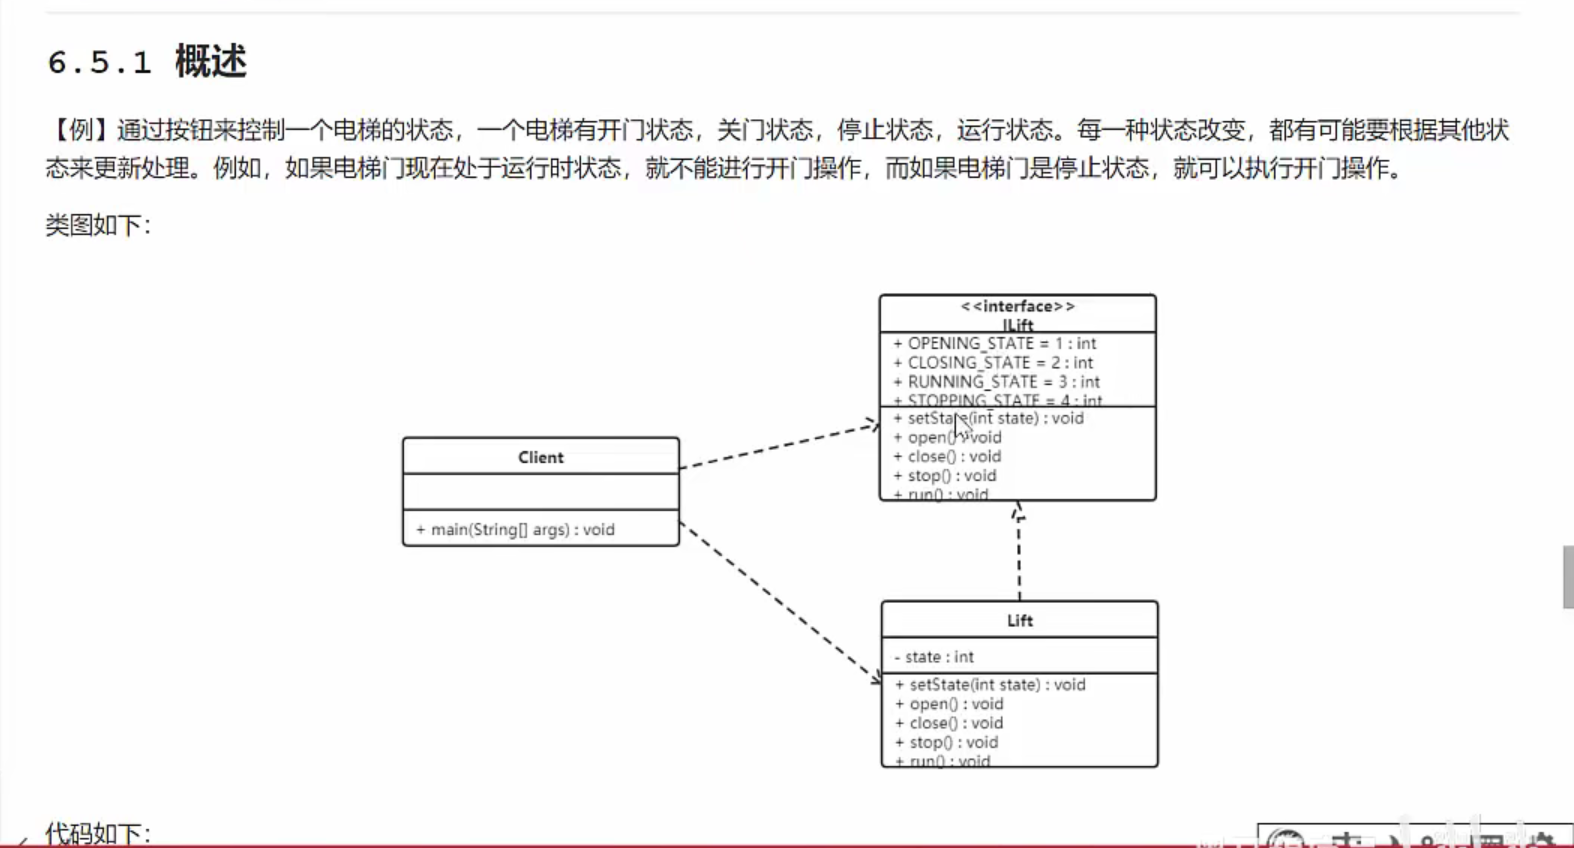 6.5.1 概述
【例】通过按钮来控制一个电梯的状态，一个电梯有开门状态，关门状态，停止状态，运行状态。每一种状态改变，都有可能要根据其他状
态来更新处理。例如，如果电梯门现在处于运行时状态，就不能进行开门操作，而如果电梯门是停止状态，就可以执行开门操作。
类图如下：
<<interface>>
ILift
+ OPENING_STATE = 1 : int
+ CLOSING_STATE = 2 : int
+ RUNNING_STATE = 3 : int
+ STOPPING_STATE = 4 : int
+ setState(int state) : void
+ open() : void
+ close() : void
+ stop() : void
+ run() : void
Client
+ main(String[] args) : void
Lift
- state : int
+ setState(int state) : void
+ open() : void
+ close() : void
+ stop() : void
+ run() : void
代码如下：